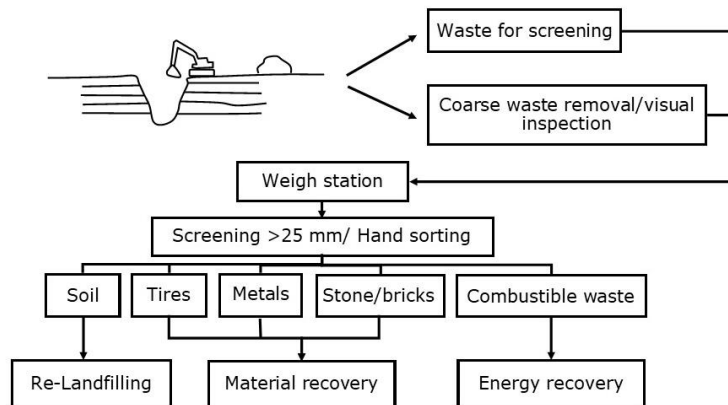 Waste for screening
Coarse waste removal/visual
inspection
Weigh station
Screening >25 mm/ Hand sorting
Soil
Tires
Metals
Stone/bricks
Combustible waste
Re-Landfilling
Material recovery
Energy recovery